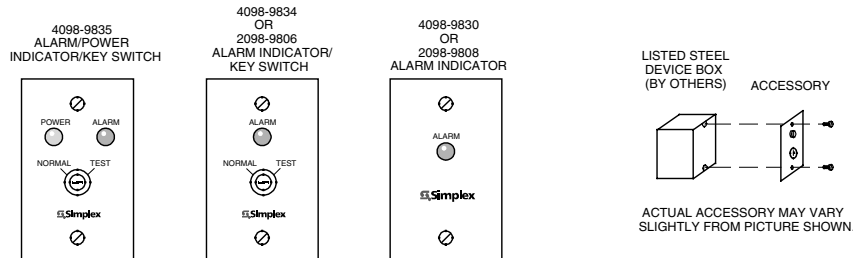 4098-9835
ALARM/POWER
INDICATOR/KEY SWITCH
POWER ALARM
NORMAL TEST
Simplex
4098-9834
OR
2098-9806
ALARM INDICATOR/
KEY SWITCH
ALARM
NORMAL TEST
Simplex
4098-9830
OR
2098-9808
ALARM INDICATOR
ALARM
Simplex
LISTED STEEL
DEVICE BOX
(BY OTHERS)
ACCESSORY
ACTUAL ACCESSORY MAY VARY
SLIGHTLY FROM PICTURE SHOWN